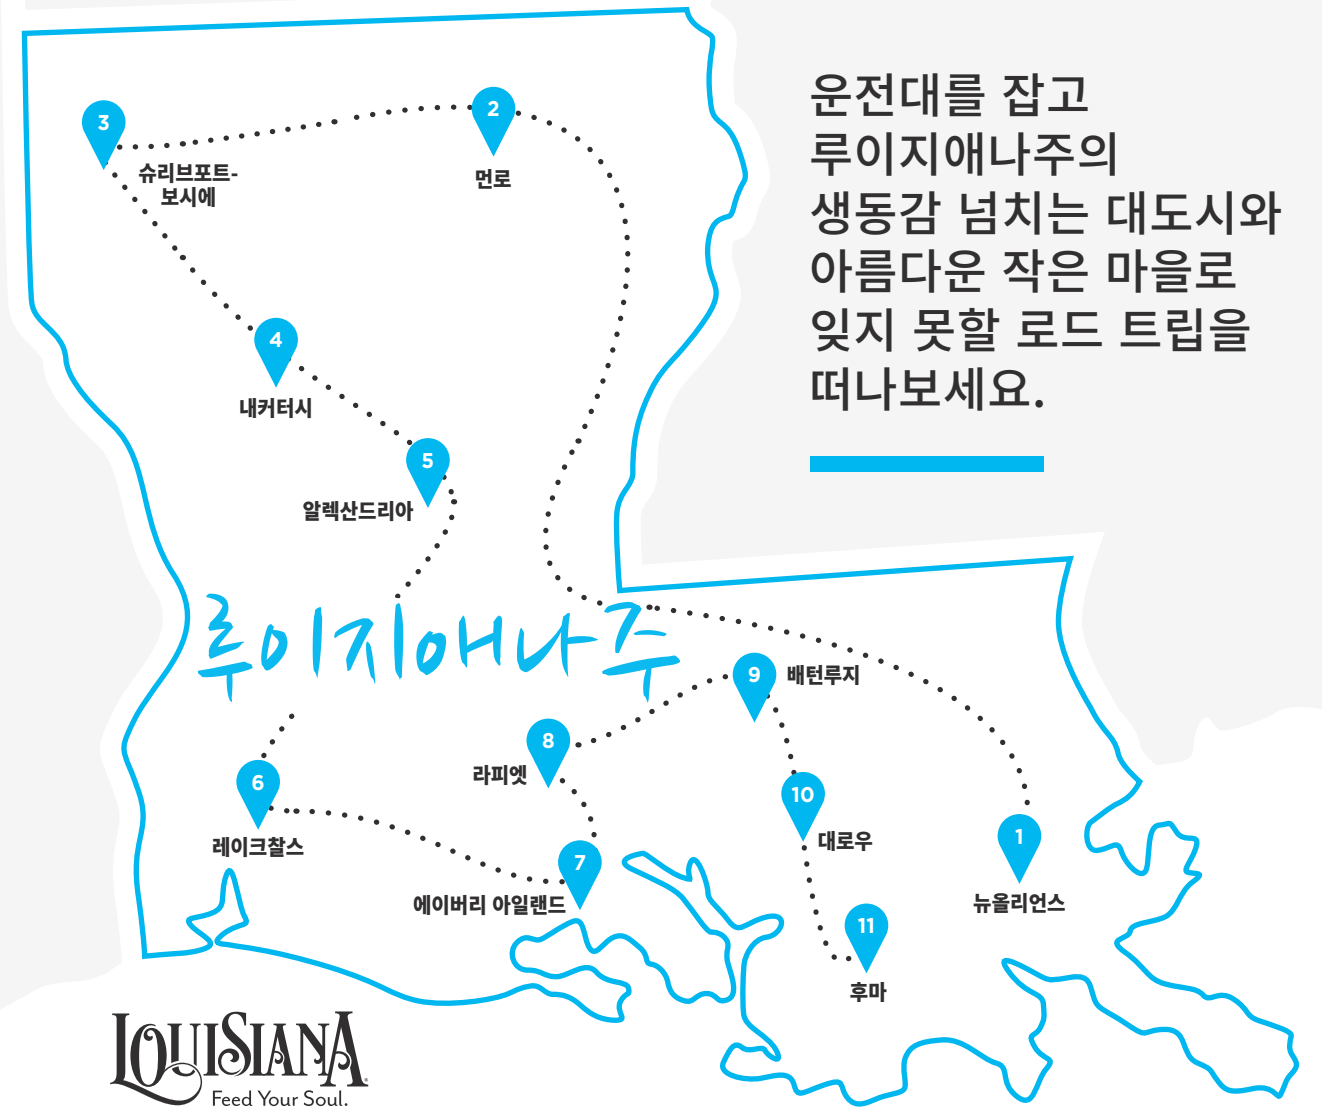 운전대를 잡고
루이지애나주의
생동감 넘치는 대도시와
아름다운 작은 마을로
잊지 못할 로드 트립을
떠나보세요.
3
슈리브포트-
보시에
2
먼로
4
내커터시
5
알렉산드리아
루이지애나주
9
배턴루지
8
라피엣
6
레이크찰스
10
대로우
1
뉴올리언스
7
에이버리 아일랜드
11
후마
LOUISIANA
Feed Your Soul.